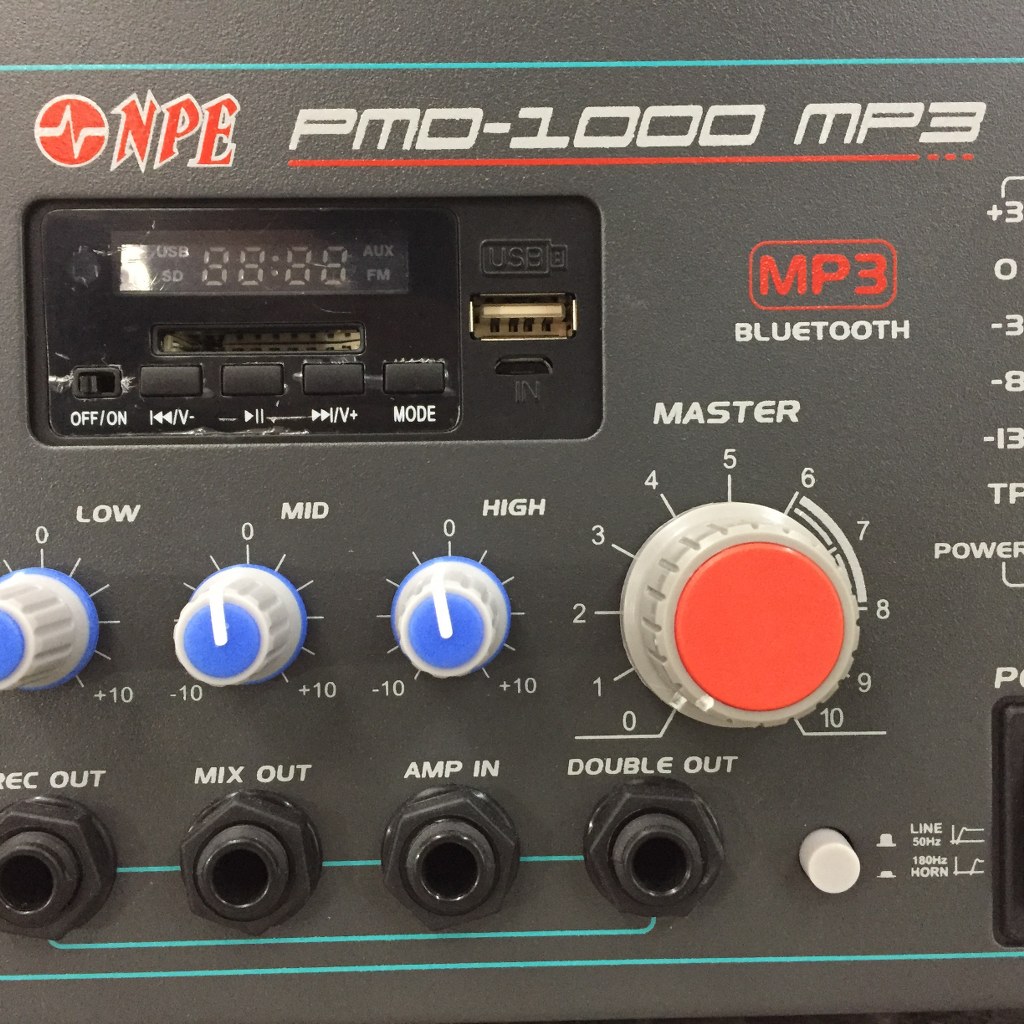 NPE
PMD-1000 MP3
USB
SD
88:88
AUX
FM
USB
IN
OFF/ON
I◀◀/V-
▶II
▶▶I/V+
MODE
MP3
BLUETOOTH
+3
0
-3
-8
-13
POWER
MASTER
0
1
2
3
4
5
6
7
8
9
10
LOW
0
+10
MID
0
-10
+10
HIGH
0
-10
+10
REC OUT
MIX OUT
AMP IN
DOUBLE OUT
LINE
50Hz
180Hz
HORN